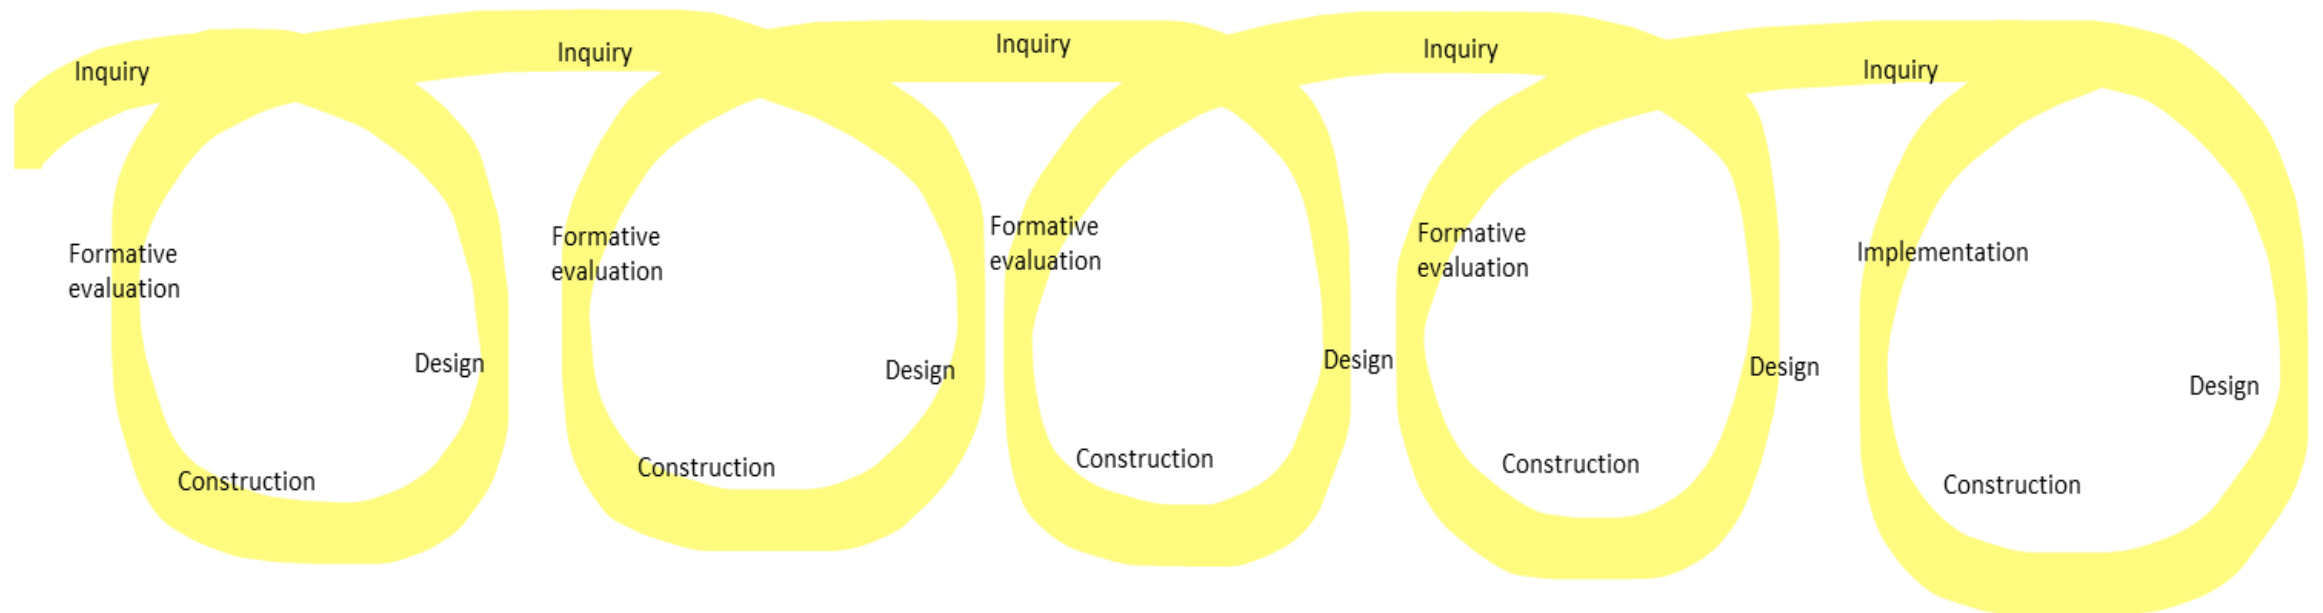 Inquiry
Inquiry
Inquiry
Inquiry
Inquiry
Formative
evaluation
Design
Construction
Formative
evaluation
Design
Construction
Formative
evaluation
Design
Construction
Formative
evaluation
Design
Construction
Implementation
Design
Construction